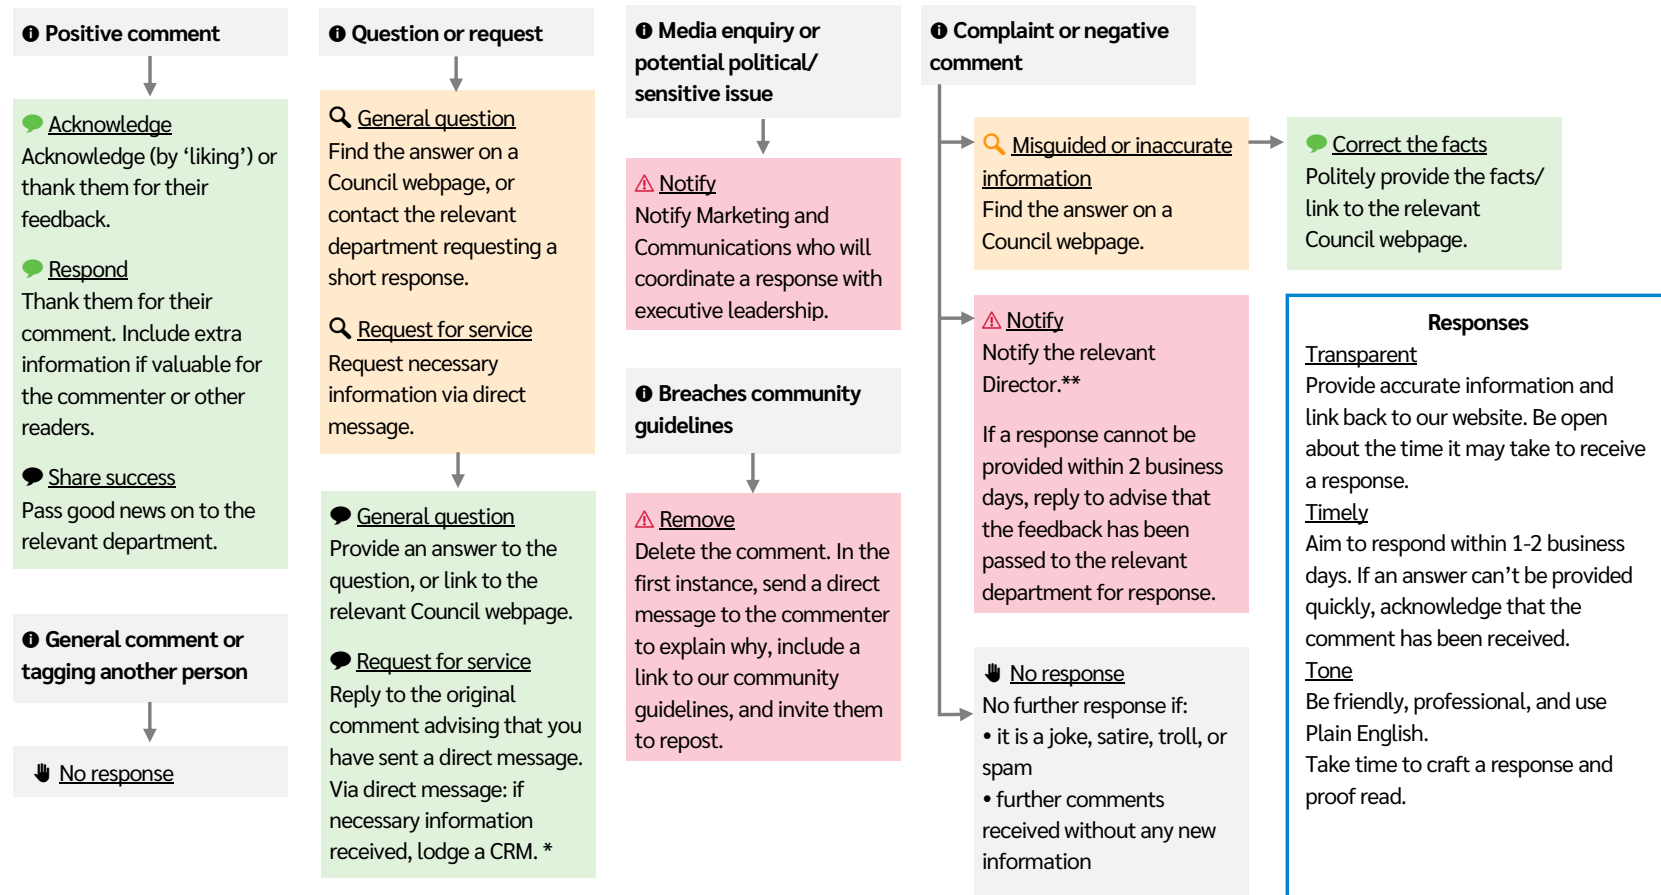 Positive comment
Acknowledge
Acknowledge (by ‘liking’) or
thank them for their
feedback.
Respond
Thank them for their
comment. Include extra
information if valuable for
the commenter or other
readers.
Share success
Pass good news on to the
relevant department.
General comment or
tagging another person
No response
Question or request
General question
Find the answer on a
Council webpage, or
contact the relevant
department requesting a
short response.
Request for service
Request necessary
information via direct
message.
General question
Provide an answer to the
question, or link to the
relevant Council webpage.
Request for service
Reply to the original
comment advising that you
have sent a direct message.
Via direct message: if
necessary information
received, lodge a CRM. *
Media enquiry or
potential political/
sensitive issue
Notify
Notify Marketing and
Communications who will
coordinate a response with
executive leadership.
Breaches community
guidelines
Remove
Delete the comment. In the
first instance, send a direct
message to the commenter
to explain why, include a
link to our community
guidelines, and invite them
to repost.
Complaint or negative
comment
Misguided or inaccurate
information
Find the answer on a
Council webpage.
Correct the facts
Politely provide the facts/
link to the relevant
Council webpage.
Notify
Notify the relevant
Director.**
If a response cannot be
provided within 2 business
days, reply to advise that
the feedback has been
passed to the relevant
department for response.
No response
No further response if:
• it is a joke, satire, troll, or
spam
• further comments
received without any new
information
Responses
Transparent
Provide accurate information and
link back to our website. Be open
about the time it may take to receive
a response.
Timely
Aim to respond within 1-2 business
days. If an answer can’t be provided
quickly, acknowledge that the
comment has been received.
Tone
Be friendly, professional, and use
Plain English.
Take time to craft a response and
proof read.